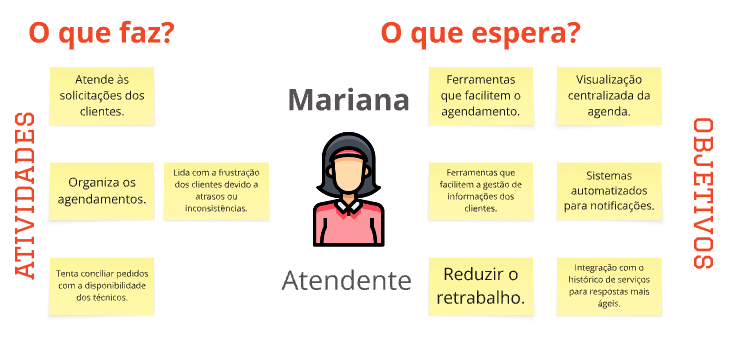 O que faz?
O que espera?
ATIVIDADES
Atende às
solicitações dos
clientes.
Organiza os
agendamentos.
Lida com a frustração
dos clientes devido a
atrasos ou
inconsistências.
Tenta conciliar pedidos
com a disponibilidade
dos técnicos.
Mariana
Atendente
Ferramentas
que facilitem o
agendamento.
Visualização
centralizada da
agenda.
Ferramentas que
facilitem a gestão de
informações dos
clientes.
Sistemas
automatizados
para notificações.
Reduzir o
retrabalho.
Integração com o
histórico de serviços
para respostas mais
ágeis.
OBJETIVOS